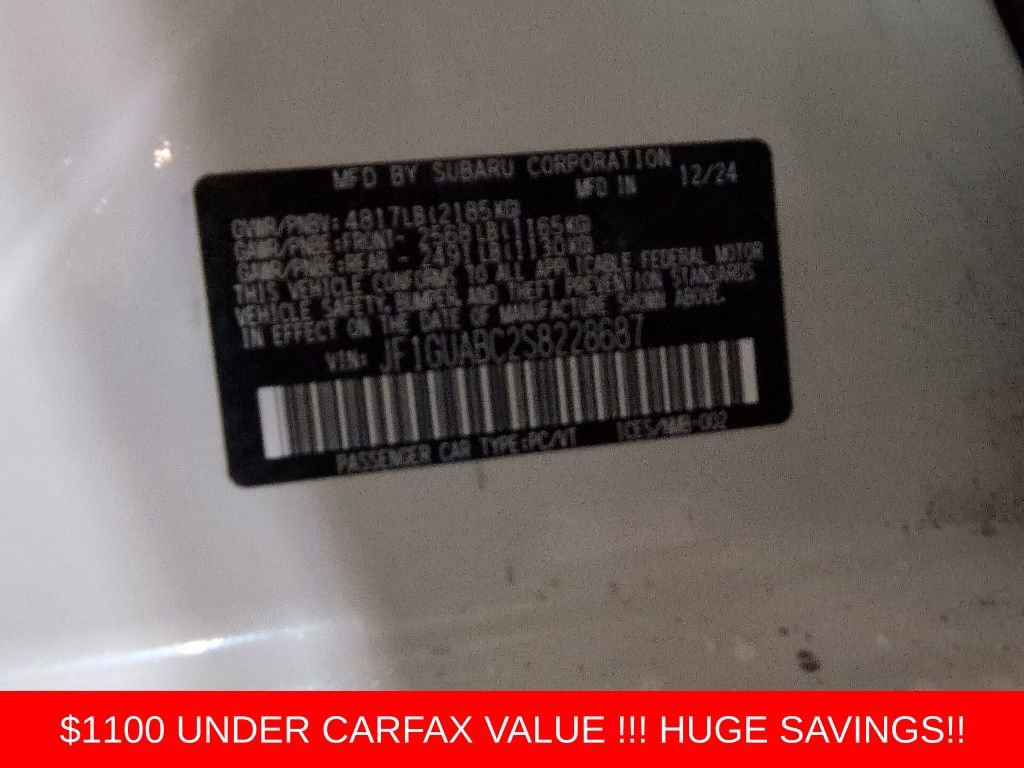 MFD BY SUBARU CORPORATION
MFD IN 12/24
GVWR/PNBV: 4817LB(2185KG
GAWR/PNBE:FRONT- 2568LB(1165KG
GAWR/PNBE:REAR - 2491LB(1130KG
THIS VEHICLE CONFORMS TO ALL APPLICABLE FEDERAL MOTOR
VEHICLE SAFETY, BUMPER, AND THEFT PREVENTION STANDARDS
IN EFFECT ON THE DATE OF MANUFACTURE SHOWN ABOVE.
VIN: JF1GUABC2S8228687
PASSENGER CAR TYPE:PC/VT ICES/NMB-002
$1100 UNDER CARFAX VALUE !!! HUGE SAVINGS!!